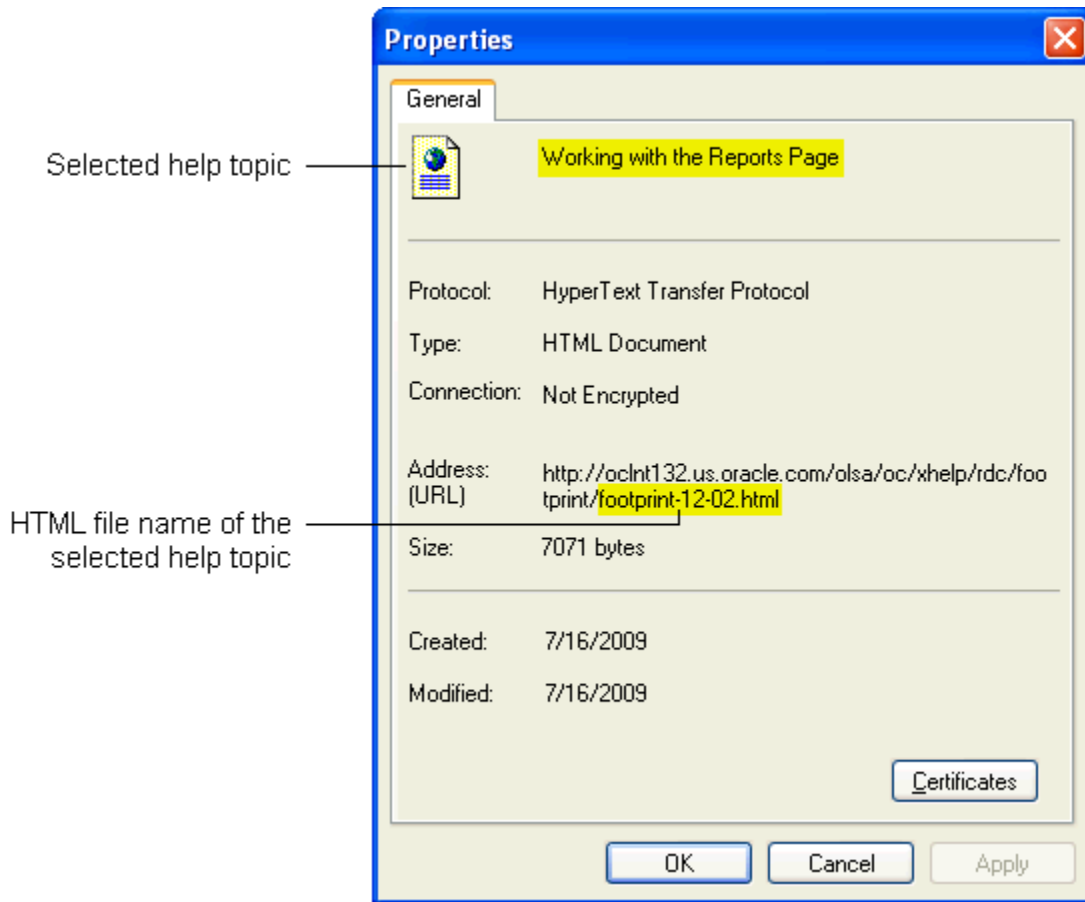 Properties
General
Selected help topic
Working with the Reports Page
Protocol: HyperText Transfer Protocol
Type: HTML Document
Connection: Not Encrypted
Address: http://oclnt132.us.oracle.com/olsa/oc/xhelp/rdc/foo
(URL) tprint/footprint-12-02.html
HTML file name of the
selected help topic
Size: 7071 bytes
Created: 7/16/2009
Modified: 7/16/2009
Certificates
OK Cancel Apply